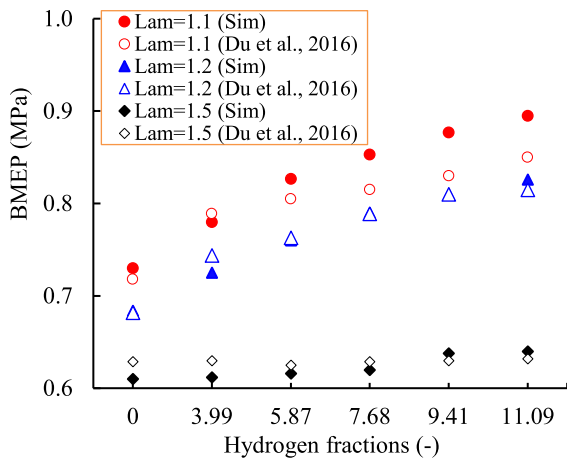 1.0
0.9
0.8
0.7
0.6
BMEP (MPa)
Lam=1.1 (Sim)
Lam=1.1 (Du et al., 2016)
Lam=1.2 (Sim)
Lam=1.2 (Du et al., 2016)
Lam=1.5 (Sim)
Lam=1.5 (Du et al., 2016)
0 3.99 5.87 7.68 9.41 11.09
Hydrogen fractions (-)